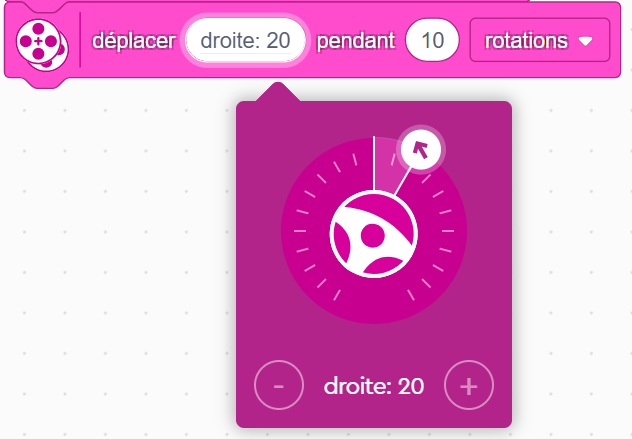 déplacer droite: 20 pendant 10 rotations
- droite: 20 +